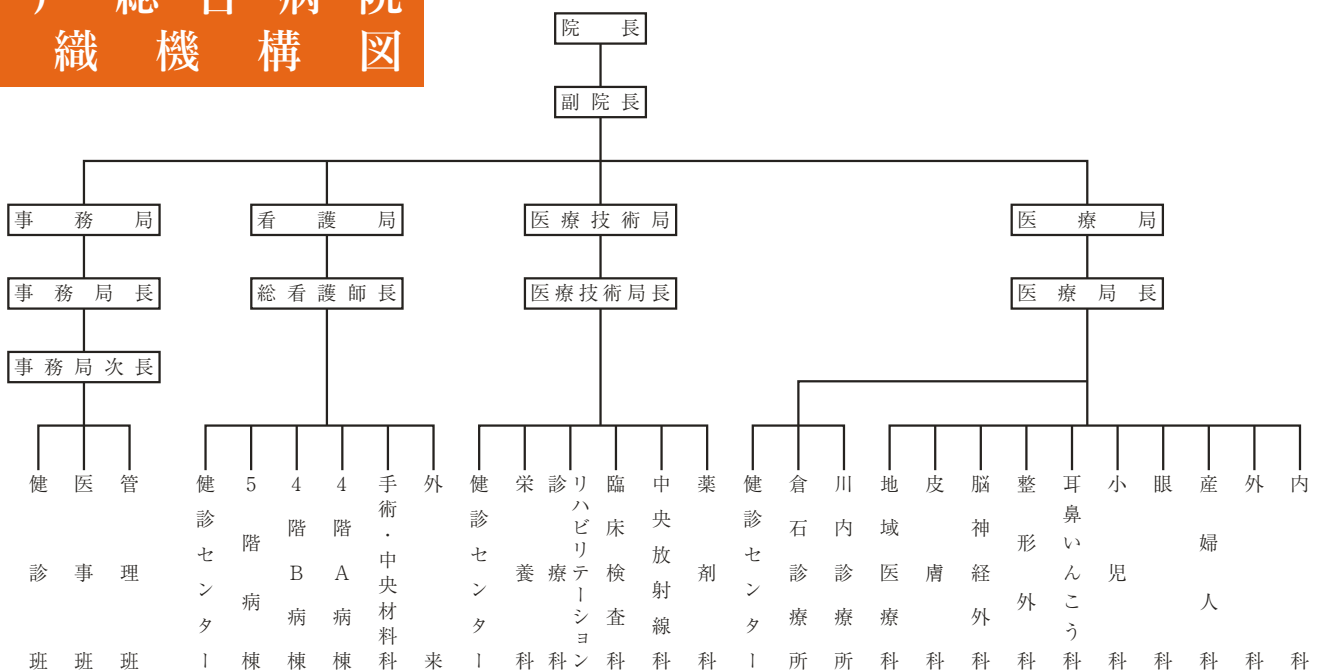 総合病院
織機構図
院長
副院長
事務局
看護局
医療技術局
医療局
事務局長
総看護師長
医療技術局長
医療局長
事務局次長
健診班
医事班
管理班
健診センター
5階病棟
4階B病棟
4階A病棟
手術・中央材料科
外来
健診センター
栄養科
リハビリテーション
診療科
臨床検査科
中央放射線科
薬剤科
健診センター
倉石診療所
川内診療所
地域医療科
皮膚科
脳神経外科
整形外科
耳鼻いんこう科
小児科
眼科
産婦人科
外科
内科